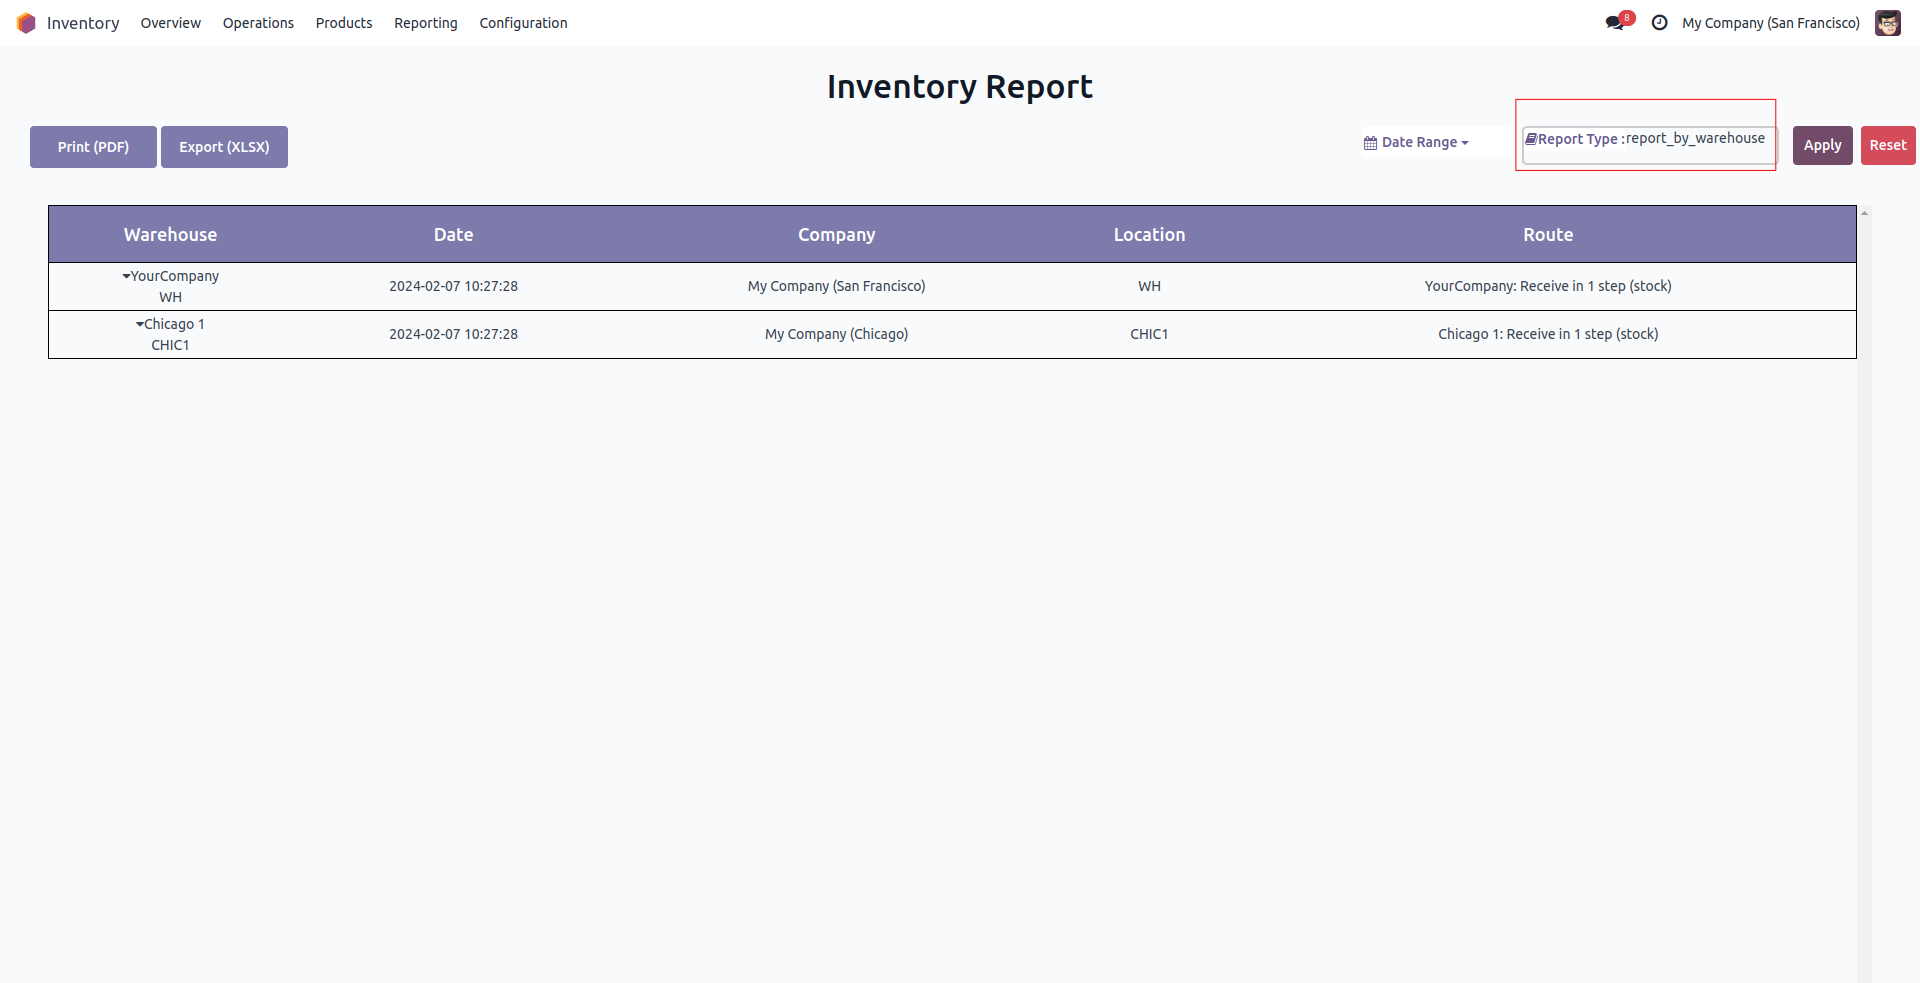 Inventory Overview Operations Products Reporting Configuration 8 My Company (San Francisco)
Inventory Report
Print (PDF) Export (XLSX) Date Range Report Type :report_by_warehouse Apply Reset
Warehouse Date Company Location Route
YourCompany
WH 2024-02-07 10:27:28 My Company (San Francisco) WH YourCompany: Receive in 1 step (stock)
Chicago 1
CHIC1 2024-02-07 10:27:28 My Company (Chicago) CHIC1 Chicago 1: Receive in 1 step (stock)